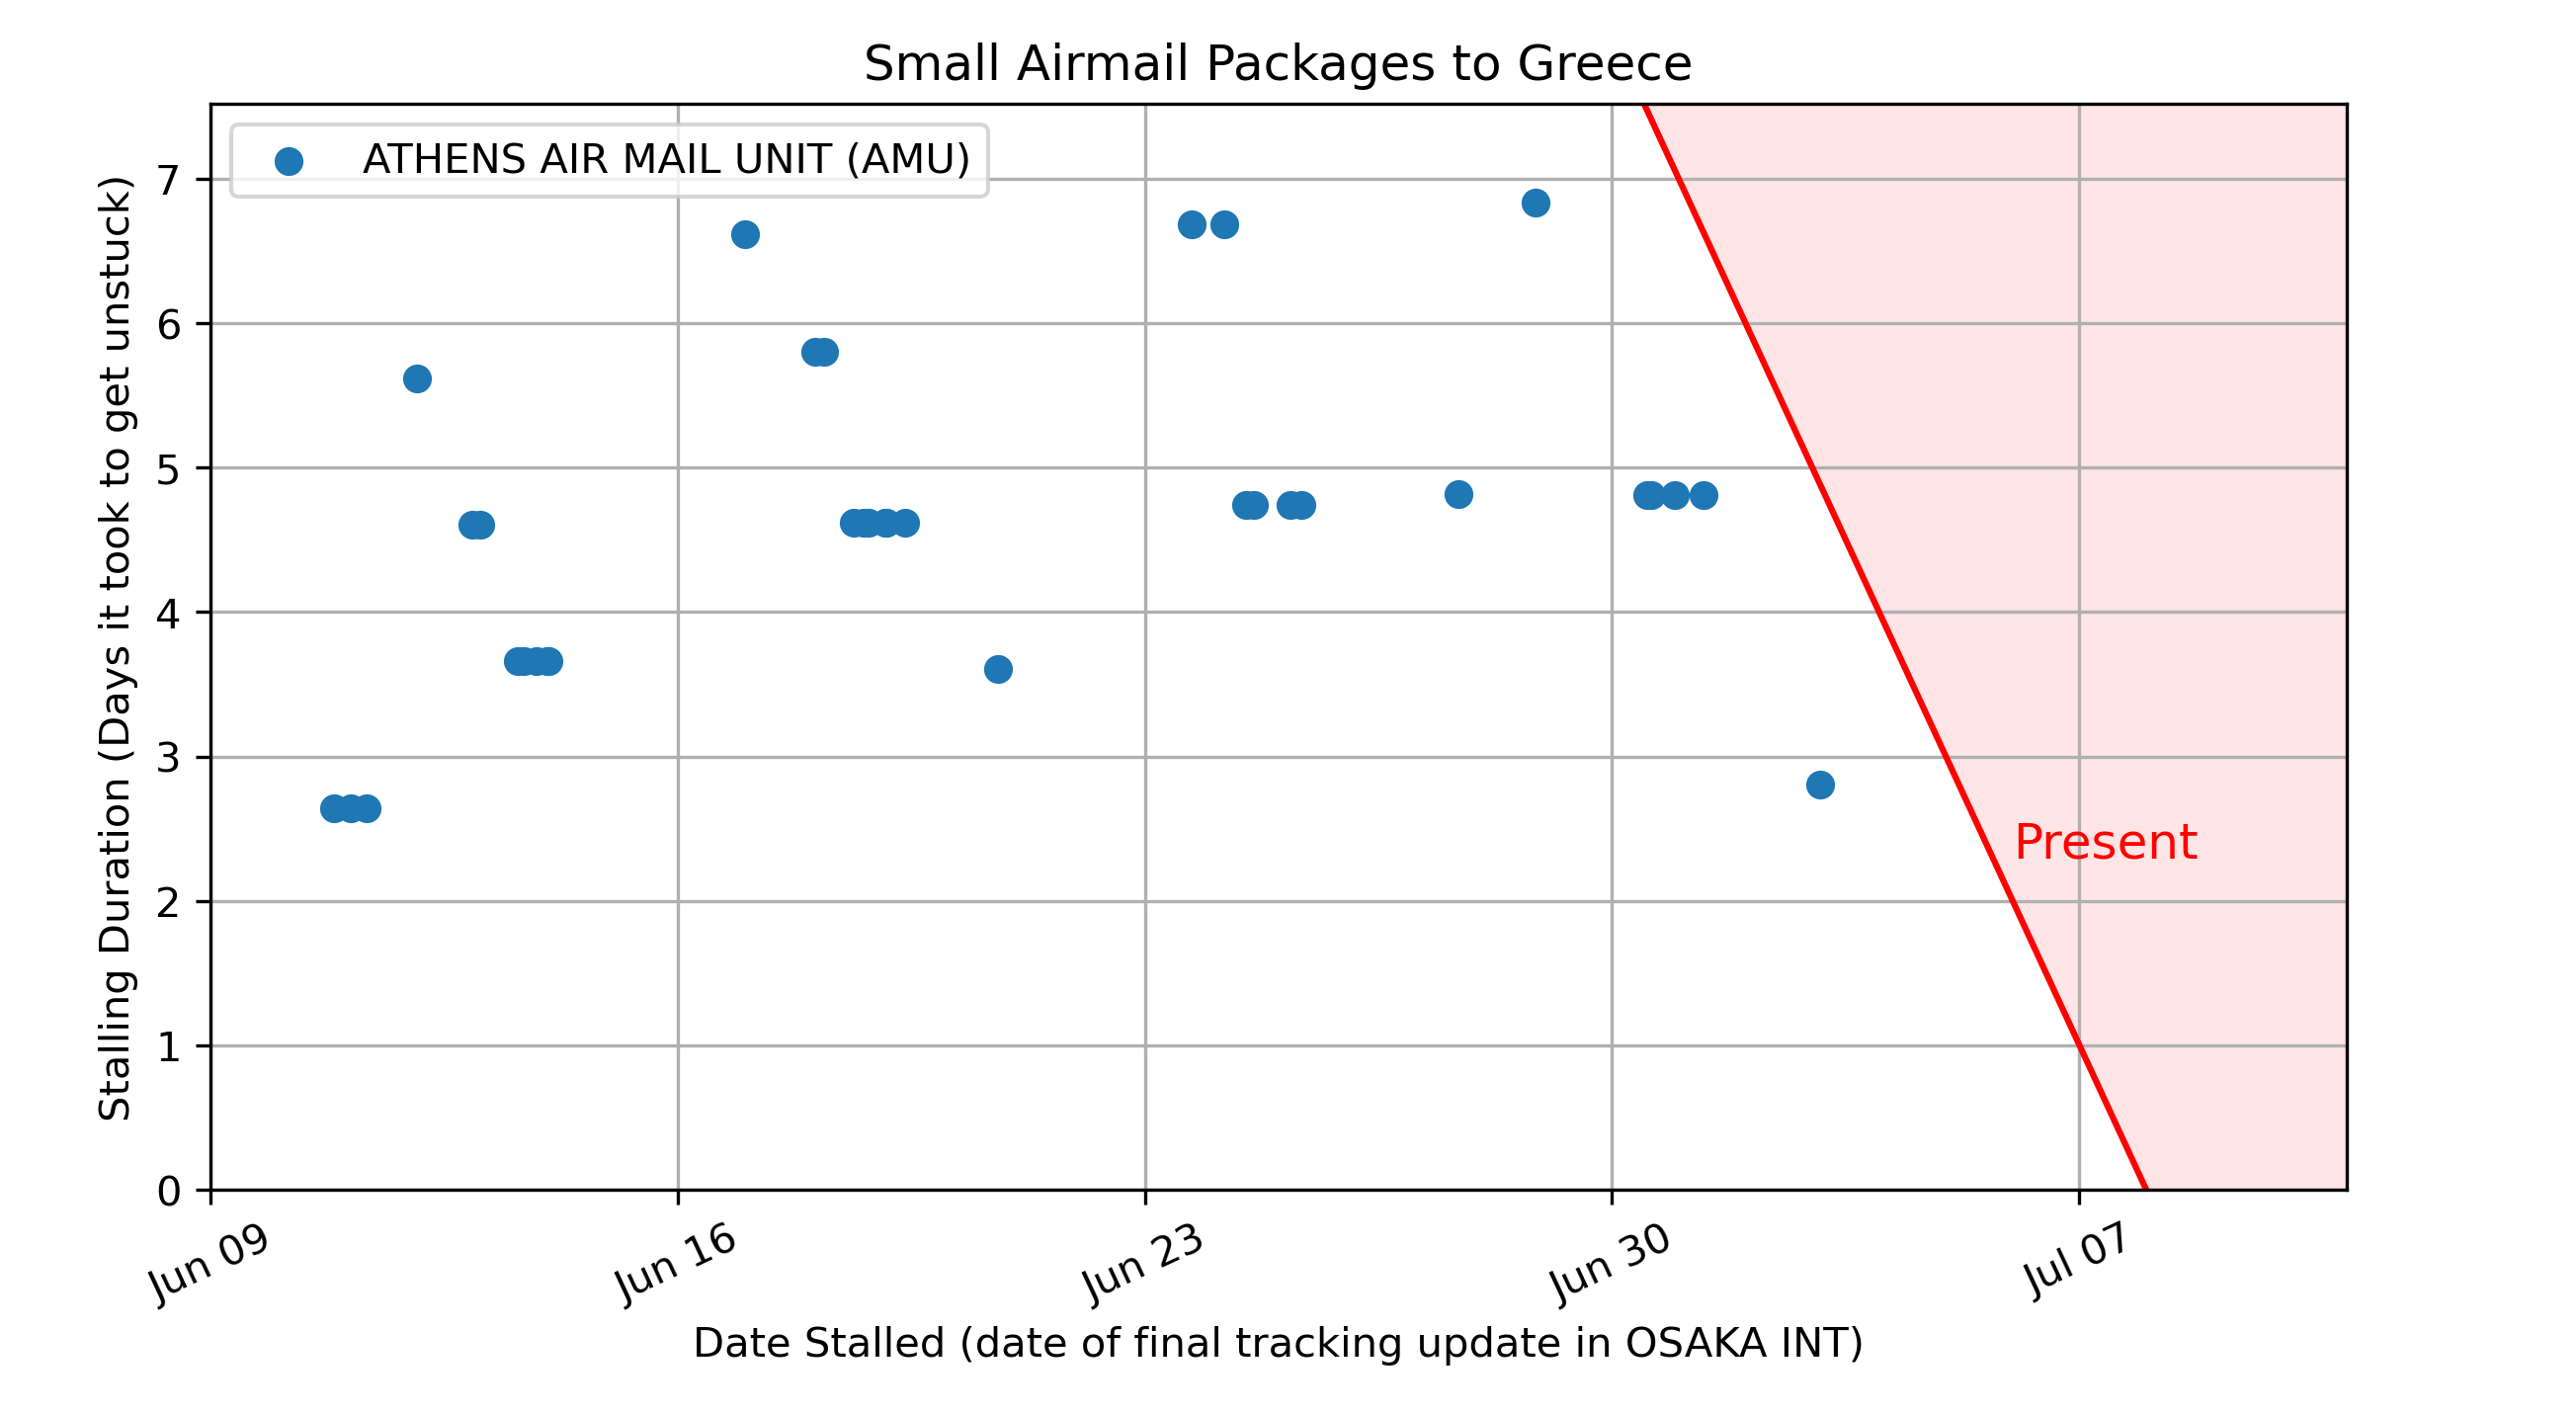 Small Airmail Packages to Greece
ATHENS AIR MAIL UNIT (AMU)
Stalling Duration (Days it took to get unstuck)
7
6
5
4
3
2
1
0
Present
Jun 09
Jun 16
Jun 23
Jun 30
Jul 07
Date Stalled (date of final tracking update in OSAKA INT)